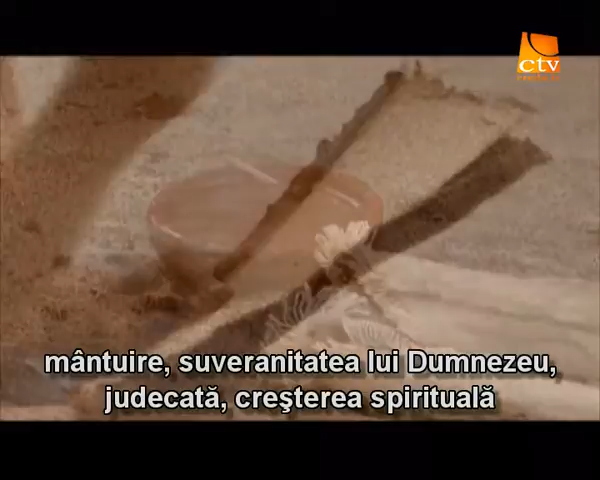 ctv
mântuire, suveranitatea lui Dumnezeu,
judecată, creşterea spirituală